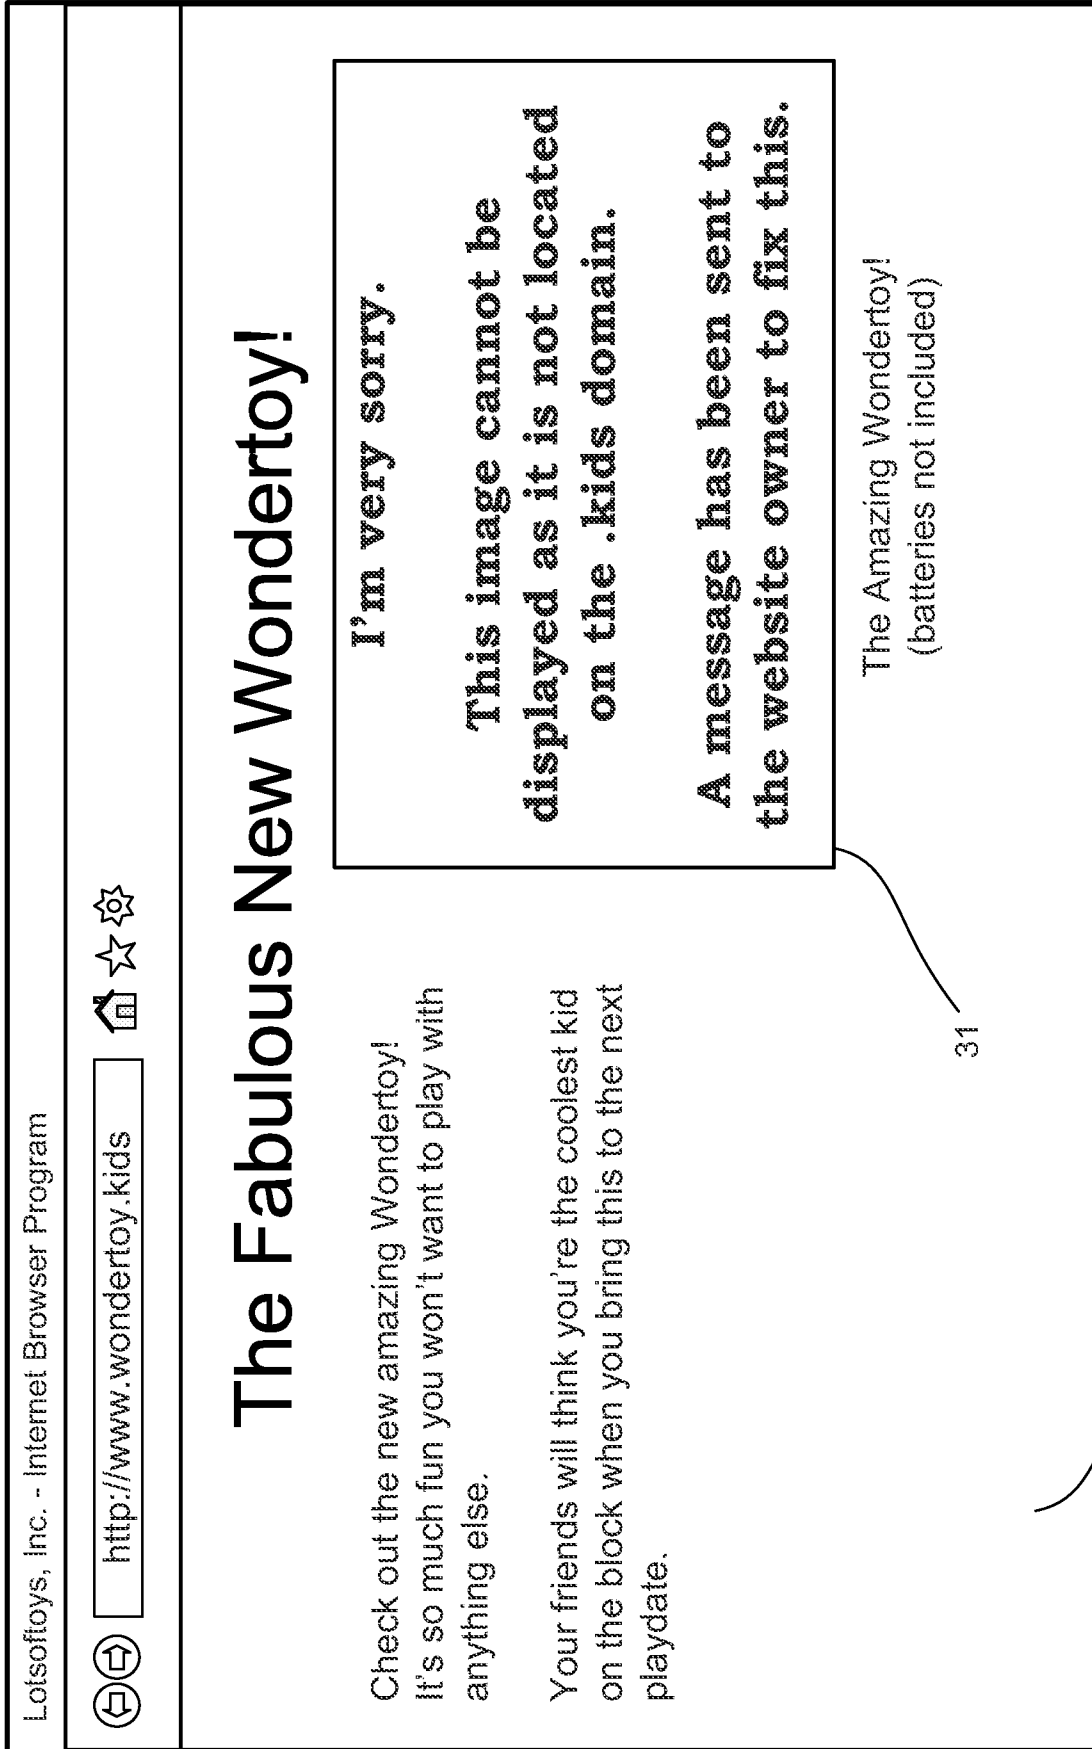 Lotsoftoys, Inc. - Internet Browser Program
http://www.wondertoy.kids
The Fabulous New Wondertoy!
Check out the new amazing Wondertoy!
It's so much fun you won't want to play with
anything else.
Your friends will think you're the coolest kid
on the block when you bring this to the next
playdate.
I'm very sorry.
This image cannot be
displayed as it is not located
on the .kids domain.
A message has been sent to
the website owner to fix this.
The Amazing Wondertoy!
(batteries not included)
31